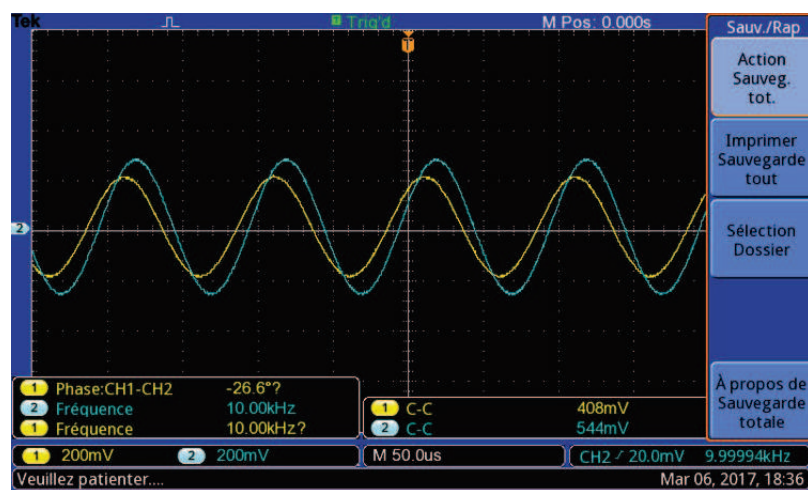 Tek
Trig'd
M Pos: 0.000s
T
Sauv./Rap
Action
Sauveg.
tot.
Imprimer
Sauvegarde
tout
Sélection
Dossier
À propos de
Sauvegarde
totale
2
1 Phase:CH1-CH2 -26.6°?
2 Fréquence 10.00kHz
1 Fréquence 10.00kHz?
1 C-C 408mV
2 C-C 544mV
1 200mV 2 200mV M 50.0us CH2 20.0mV 9.99994kHz
Veuillez patienter.... Mar 06, 2017, 18:36